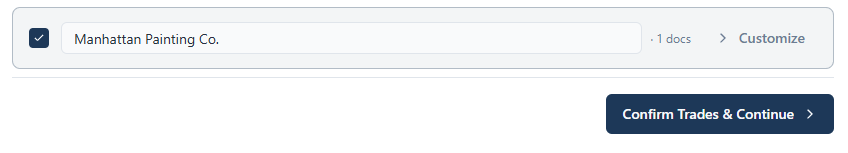 Manhattan Painting Co. · 1 docs Customize
Confirm Trades & Continue